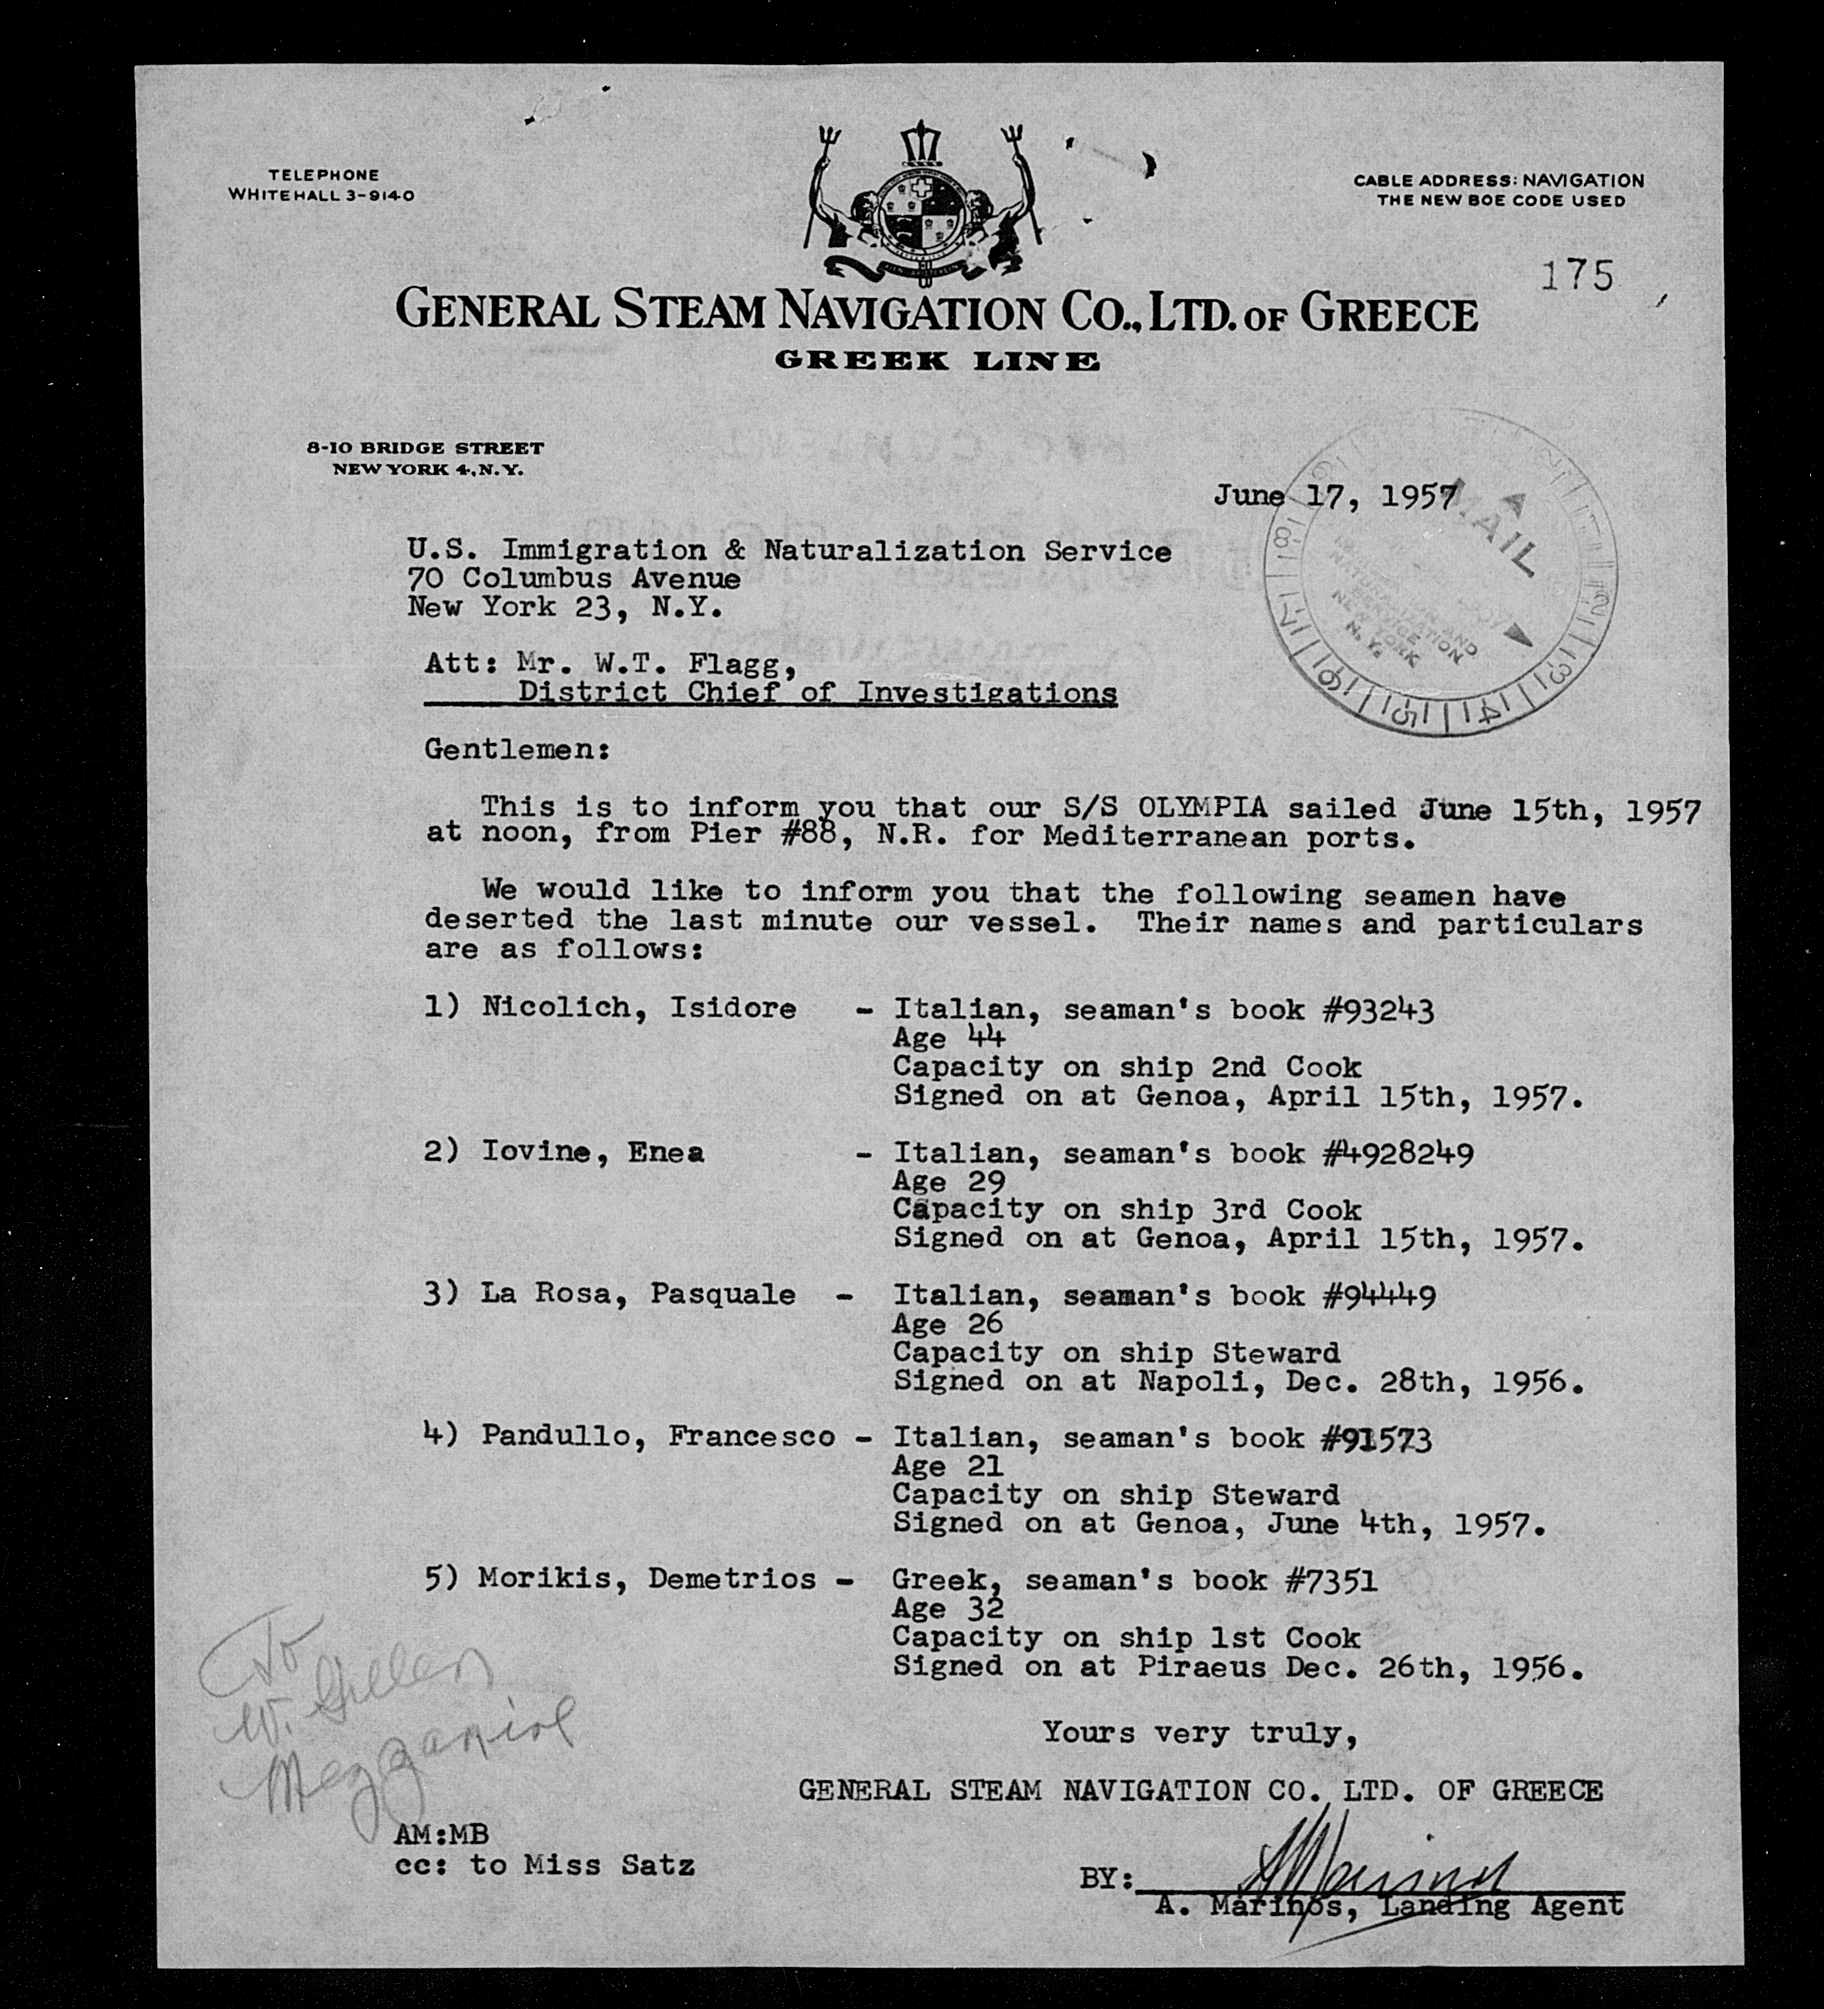 TELEPHONE
WHITEHALL 3-9140
CABLE ADDRESS: NAVIGATION
THE NEW BOE CODE USED
175
GENERAL STEAM NAVIGATION CO., LTD. OF GREECE
GREEK LINE
8-10 BRIDGE STREET
NEW YORK 4, N.Y.
June 17, 1957
MAIL
U.S. Immigration & Naturalization Service
70 Columbus Avenue
New York 23, N.Y.
Att: Mr. W.T. Flagg,
District Chief of Investigations
Gentlemen:
This is to inform you that our S/S OLYMPIA sailed June 15th, 1957
at noon, from Pier #88, N.R. for Mediterranean ports.
We would like to inform you that the following seamen have
deserted the last minute our vessel. Their names and particulars
are as follows:
1) Nicolich, Isidore - Italian, seaman's book #93243
Age 44
Capacity on ship 2nd Cook
Signed on at Genoa, April 15th, 1957.
2) Iovine, Enea - Italian, seaman's book #4928249
Age 29
Capacity on ship 3rd Cook
Signed on at Genoa, April 15th, 1957.
3) La Rosa, Pasquale - Italian, seaman's book #94449
Age 26
Capacity on ship Steward
Signed on at Napoli, Dec. 28th, 1956.
4) Pandullo, Francesco - Italian, seaman's book #91573
Age 21
Capacity on ship Steward
Signed on at Genoa, June 4th, 1957.
5) Morikis, Demetrios - Greek, seaman's book #7351
Age 32
Capacity on ship 1st Cook
Signed on at Piraeus Dec. 26th, 1956.
To
W. Gillen
Mezzanine
Yours very truly,
GENERAL STEAM NAVIGATION CO. LTD. OF GREECE
AM:MB
cc: to Miss Satz
BY:
A. Marinos, Landing Agent